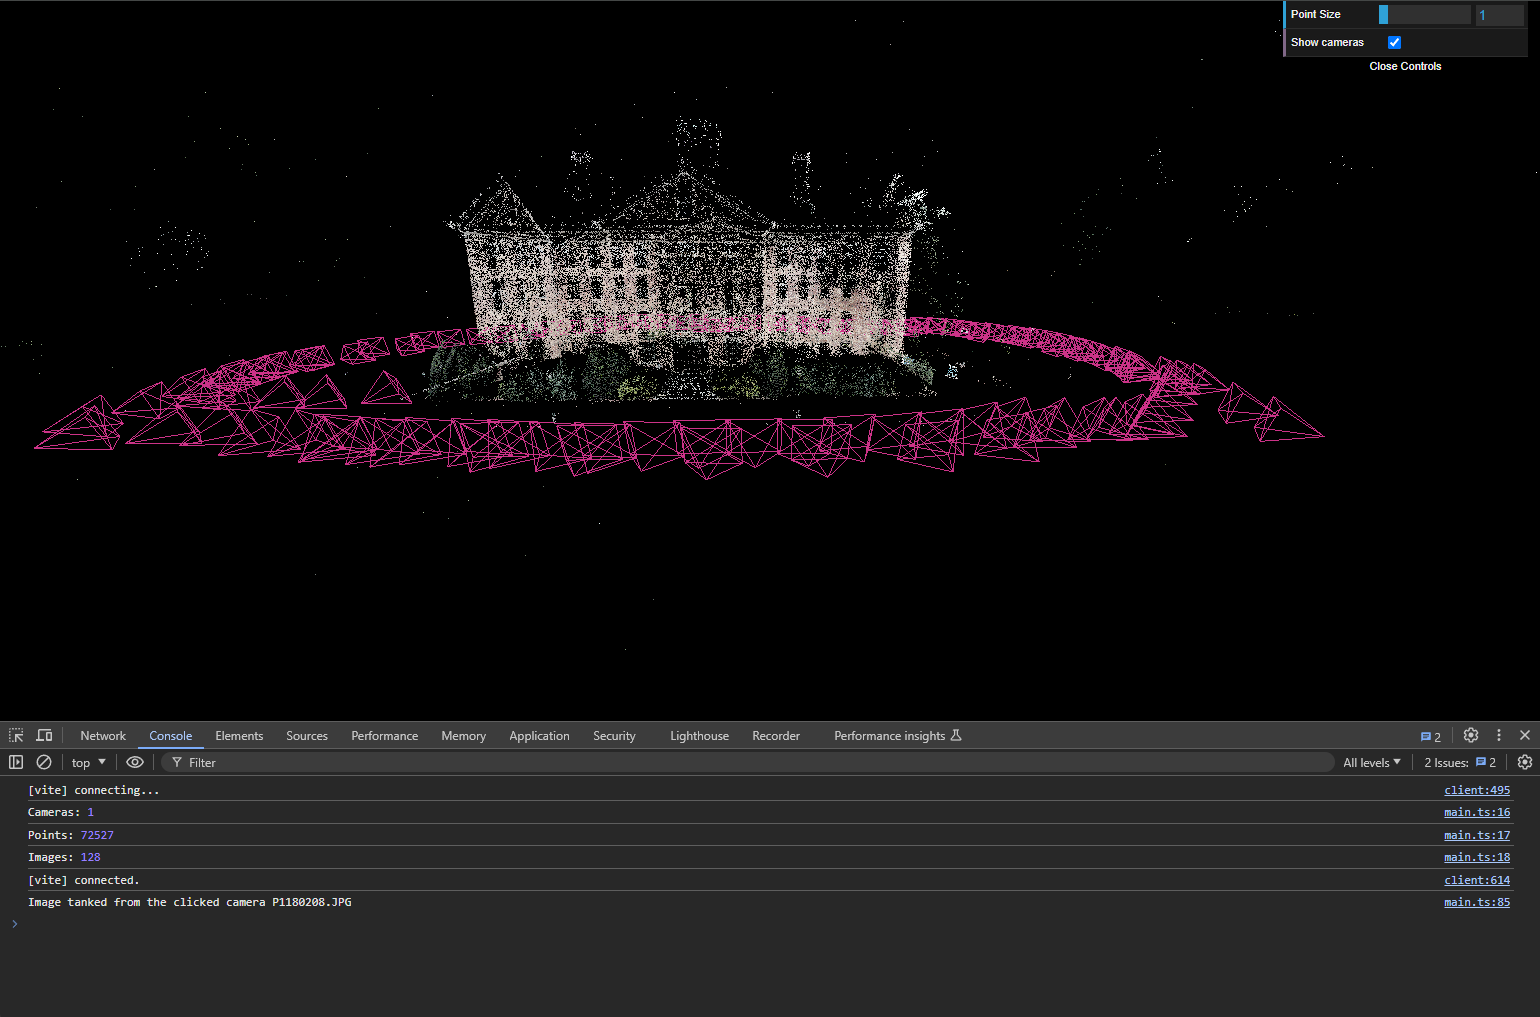 Point Size 1
Show cameras
Close Controls
Network Console Elements Sources Performance Memory Application Security Lighthouse Recorder Performance insights 2
top Filter All levels 2 Issues: 2
[vite] connecting... client:495
Cameras: 1 main.ts:16
Points: 72527 main.ts:17
Images: 128 main.ts:18
[vite] connected. client:614
Image tanked from the clicked camera P1180208.JPG main.ts:85